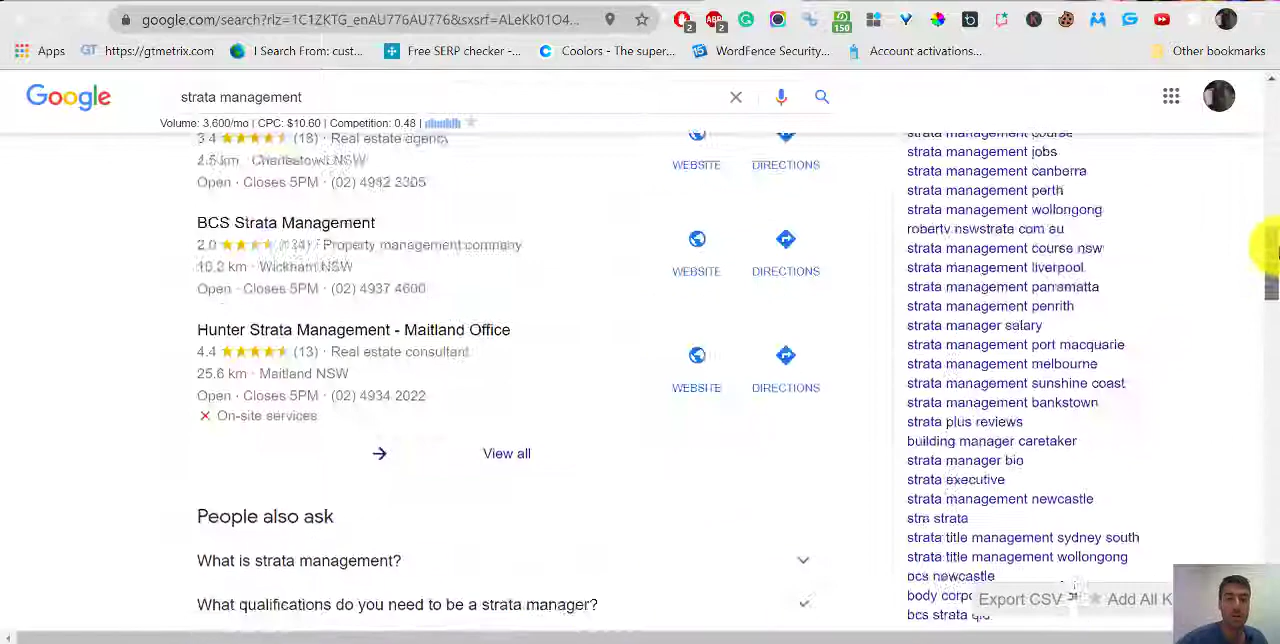 google.com/search?rlz=1C1ZKTG_enAU776AU776&sxsrf=ALeKk01O4...
2
ABP
2
150
K
Apps
GT https://gtmetrix.com
I Search From: cust...
Free SERP checker -...
C Coolors - The super...
WordFence Security,...
Account activations...
Other bookmarks
Google
strata management
Volume: 3,600/mo | CPC: $10.60 | Competition: 0.48 |
3.4 (18) · Real estate agency
2.5 km · Charlestown NSW
Open · Closes 5PM · (02) 4942 3305
WEBSITE
DIRECTIONS
BCS Strata Management
2.0 (134) · Property management company
10.2 km · Wickham NSW
Open · Closes 5PM · (02) 4937 4600
WEBSITE
DIRECTIONS
Hunter Strata Management - Maitland Office
4.4 (13) · Real estate consultant
25.6 km · Maitland NSW
Open · Closes 5PM · (02) 4934 2022
On-site services
WEBSITE
DIRECTIONS
View all
People also ask
What is strata management?
What qualifications do you need to be a strata manager?
strata management course
strata management jobs
strata management canberra
strata management perth
strata management wollongong
strata management course nsw
strata management liverpool
strata management parramatta
strata management penrith
strata manager salary
strata management port macquarie
strata management melbourne
strata management sunshine coast
strata management bankstown
strata plus reviews
building manager caretaker
strata manager bio
strata executive
strata management newcastle
stra strata
strata title management sydney south
strata title management wollongong
bcs newcastle
body corpo
bcs strata qld
Export CSV
Add All K